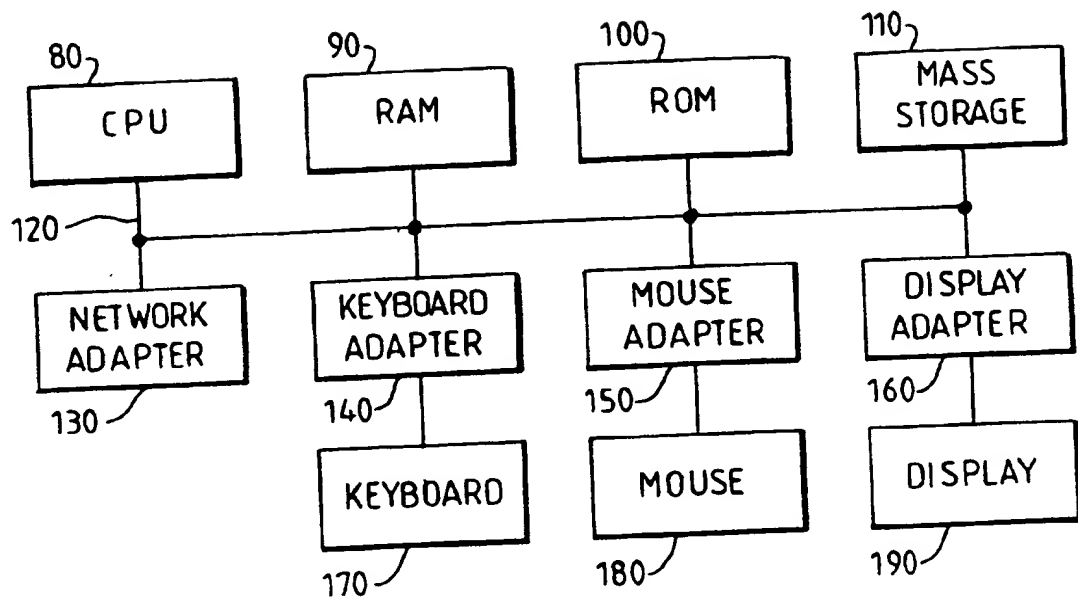 80
90
100
110
CPU
RAM
ROM
MASS
STORAGE
120
NETWORK
ADAPTER
KEYBOARD
ADAPTER
MOUSE
ADAPTER
DISPLAY
ADAPTER
130
140
150
160
KEYBOARD
MOUSE
DISPLAY
170
180
190